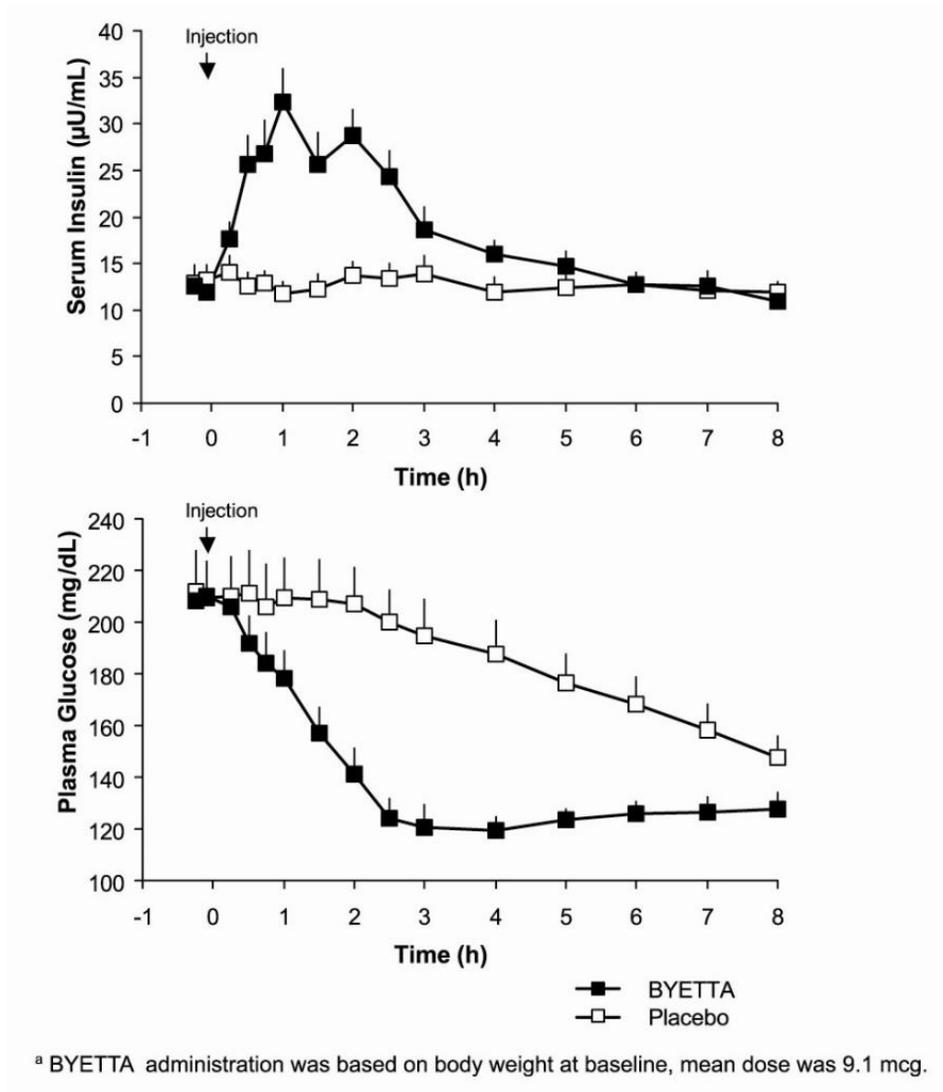 Injection
40
35
30
25
20
15
10
5
0
Serum Insulin (µU/mL)
-1 0 1 2 3 4 5 6 7 8
Time (h)
Injection
240
220
200
180
160
140
120
100
Plasma Glucose (mg/dL)
-1 0 1 2 3 4 5 6 7 8
Time (h)
BYETTA
Placebo
ª BYETTA administration was based on body weight at baseline, mean dose was 9.1 mcg.